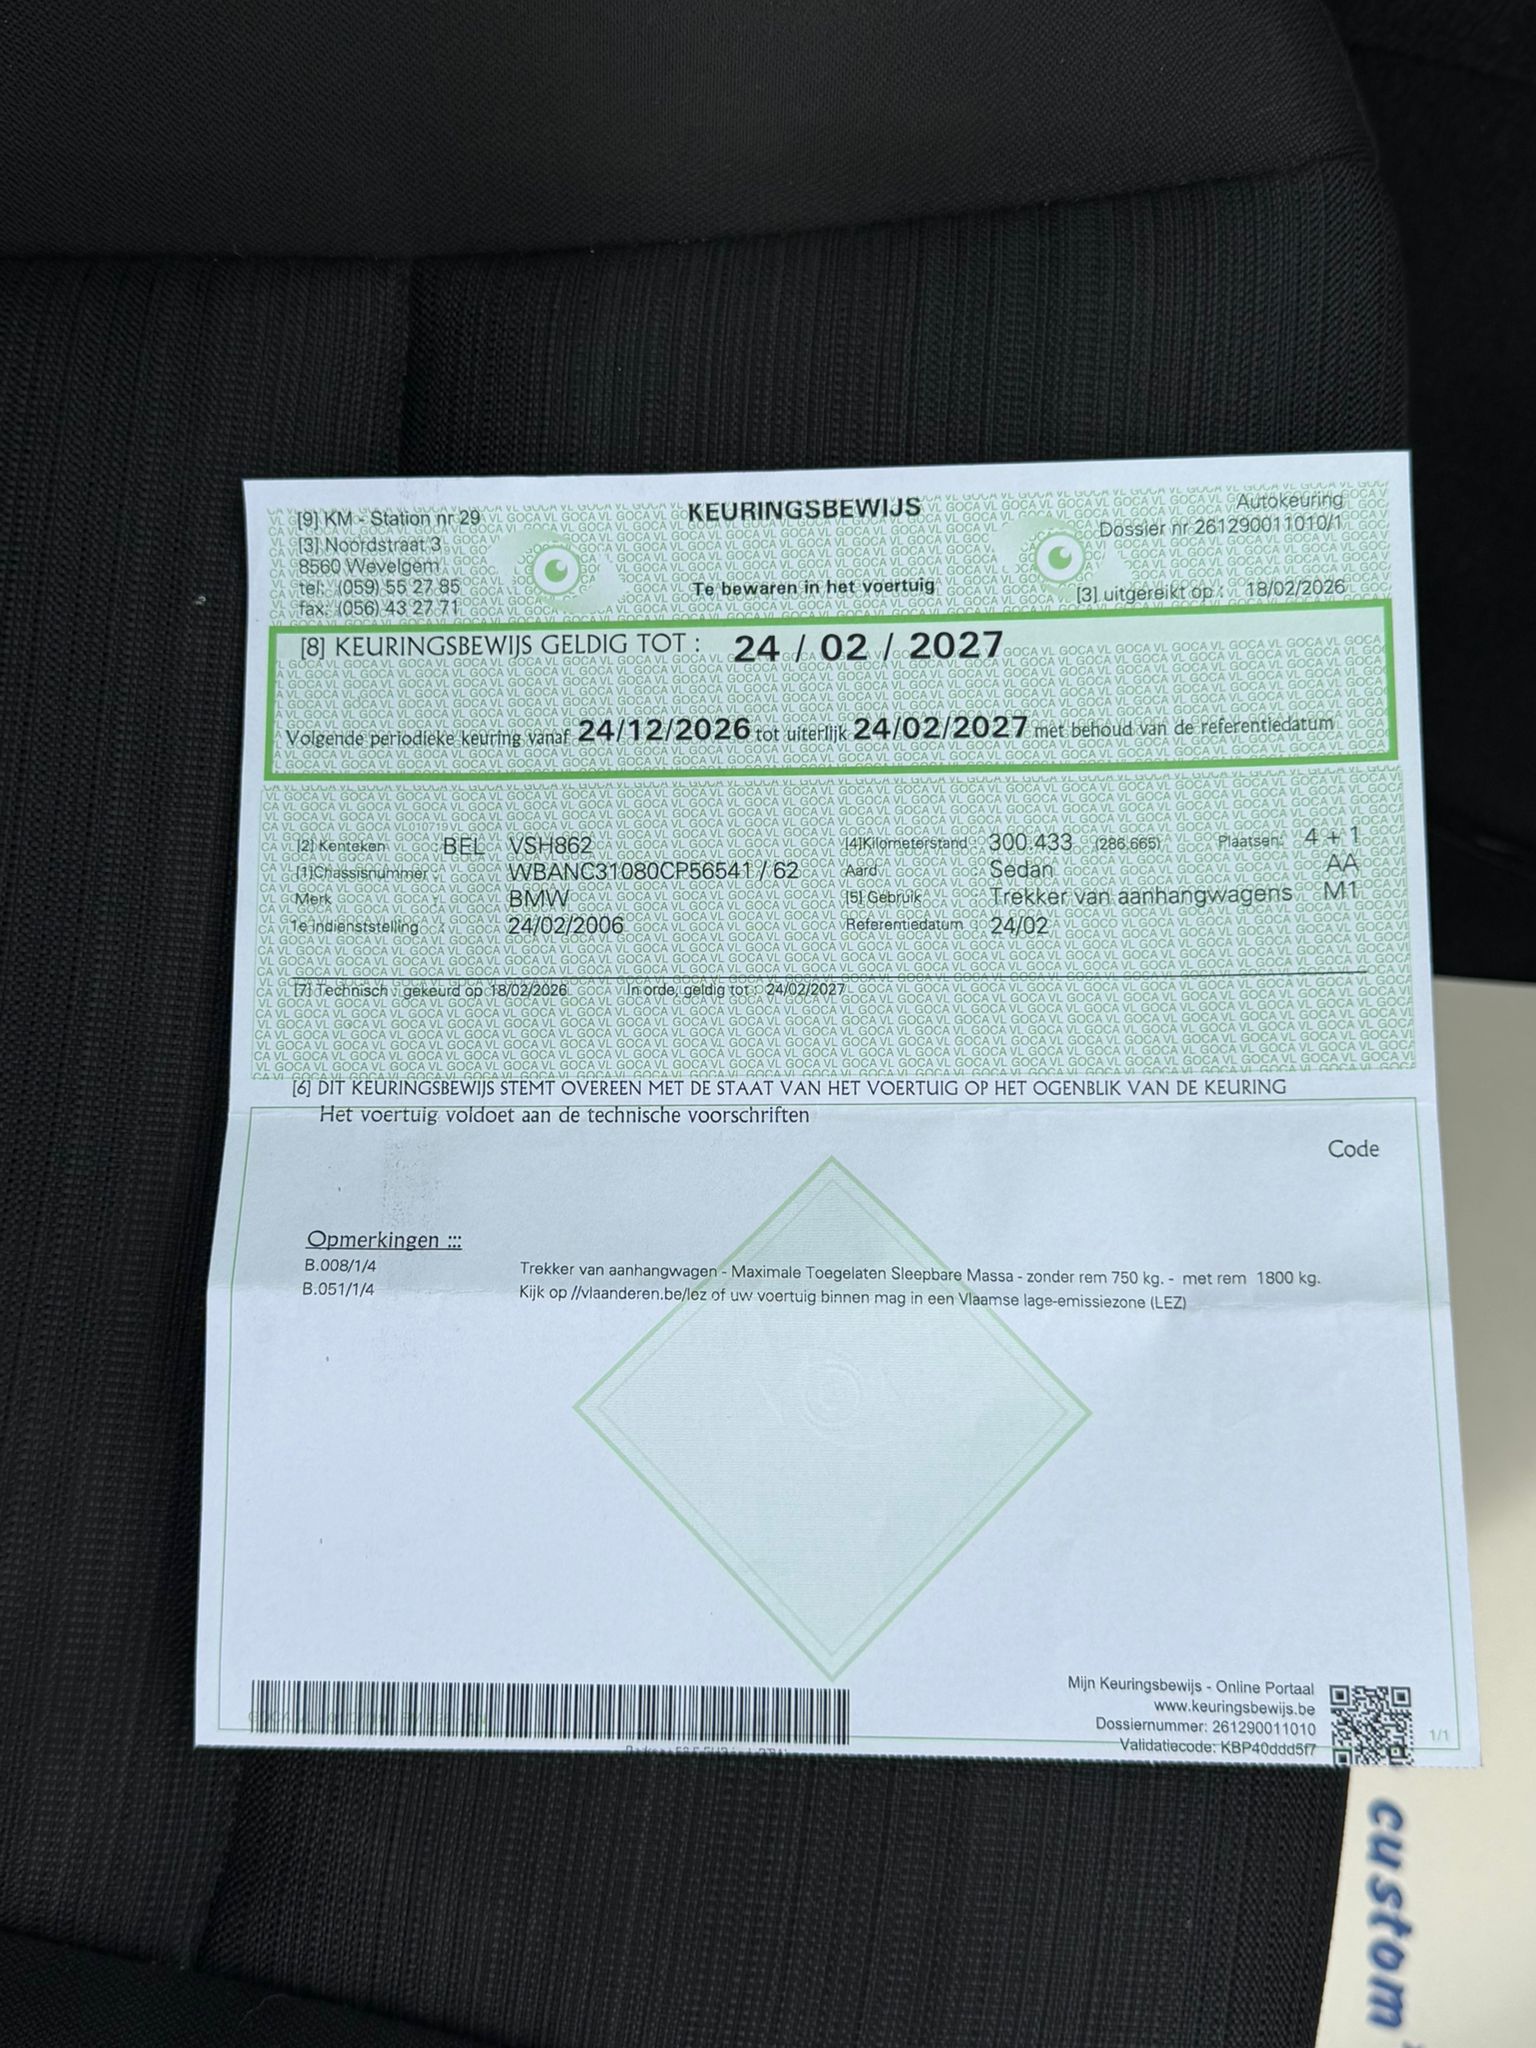 KEURINGSBEWIJS
Te bewaren in het voertuig
[9] KM - Station nr 29
[3] Noordstraat 3
8560 Wevelgem
tel: (059) 55 27 85
fax: (056) 43 27 71
Autokeuring
Dossier nr 261290011010/1
[3] uitgereikt op : 18/02/2026
[8] KEURINGSBEWIJS GELDIG TOT : 24 / 02 / 2027
Volgende periodieke keuring vanaf 24/12/2026 tot uiterlijk 24/02/2027 met behoud van de referentiedatum
[2] Kenteken BEL VSH862 [4]Kilometerstand : 300.433 (286.665) Plaatsen: 4 + 1
[1]Chassisnummer : WBANC31080CP56541 / 62 Aard Sedan AA
Merk : BMW [5] Gebruik Trekker van aanhangwagens M1
1e indienststelling : 24/02/2006 Referentiedatum : 24/02
[7] Technisch : gekeurd op 18/02/2026 In orde, geldig tot : 24/02/2027
[6] DIT KEURINGSBEWIJS STEMT OVEREEN MET DE STAAT VAN HET VOERTUIG OP HET OGENBLIK VAN DE KEURING
Het voertuig voldoet aan de technische voorschriften
Code
Opmerkingen :::
B.008/1/4 Trekker van aanhangwagen - Maximale Toegelaten Sleepbare Massa - zonder rem 750 kg. - met rem 1800 kg.
B.051/1/4 Kijk op //vlaanderen.be/lez of uw voertuig binnen mag in een Vlaamse lage-emissiezone (LEZ)
Mijn Keuringsbewijs - Online Portaal
www.keuringsbewijs.be
Dossiernummer: 261290011010
Validatiecode: KBP40ddd5f7
1/1
custom